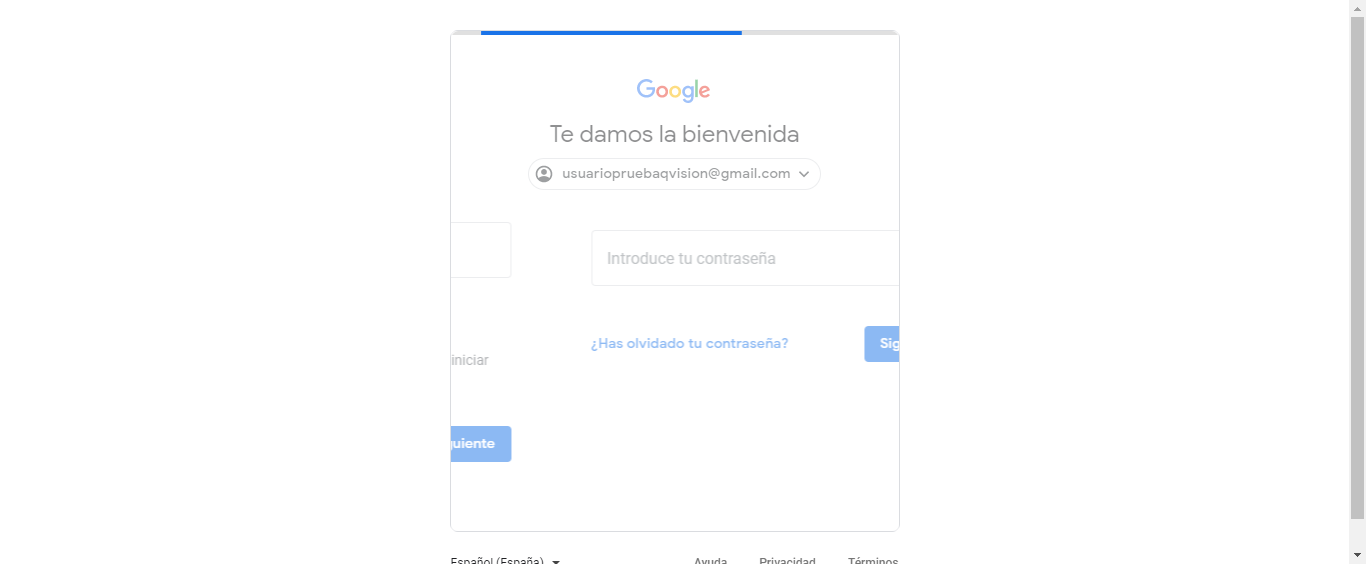 Google
Te damos la bienvenida
usuariopruebaqvision@gmail.com
Introduce tu contraseña
¿Has olvidado tu contraseña?
Sig
iniciar
guiente
Español (España)
Ayuda
Privacidad
Términos